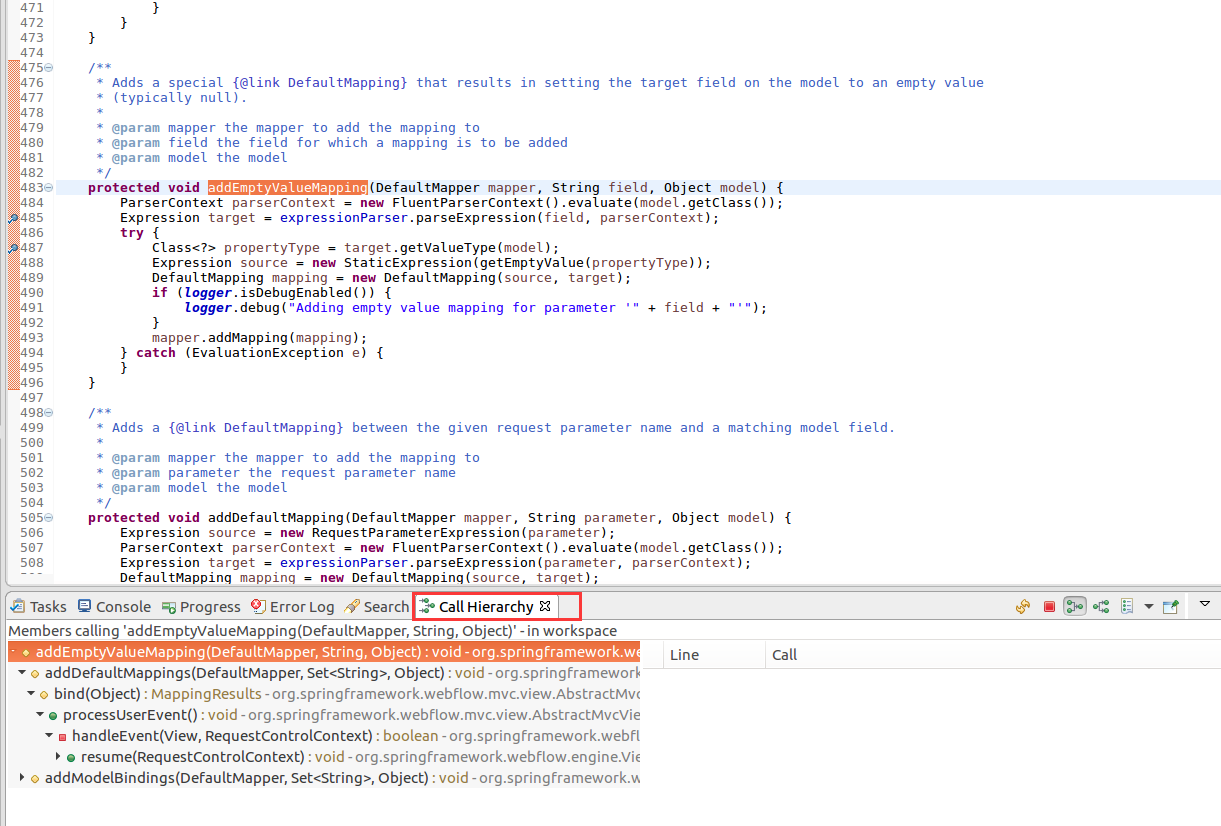 471             }
472         }
473     }
474
475     /**
476      * Adds a special {@link DefaultMapping} that results in setting the target field on the model to an empty value
477      * (typically null).
478      *
479      * @param mapper the mapper to add the mapping to
480      * @param field the field for which a mapping is to be added
481      * @param model the model
482      */
483     protected void addEmptyValueMapping(DefaultMapper mapper, String field, Object model) {
484         ParserContext parserContext = new FluentParserContext().evaluate(model.getClass());
485         Expression target = expressionParser.parseExpression(field, parserContext);
486         try {
487             Class<?> propertyType = target.getValueType(model);
488             Expression source = new StaticExpression(getEmptyValue(propertyType));
489             DefaultMapping mapping = new DefaultMapping(source, target);
490             if (logger.isDebugEnabled()) {
491                 logger.debug("Adding empty value mapping for parameter '" + field + "'");
492             }
493             mapper.addMapping(mapping);
494         } catch (EvaluationException e) {
495         }
496     }
497
498     /**
499      * Adds a {@link DefaultMapping} between the given request parameter name and a matching model field.
500      *
501      * @param mapper the mapper to add the mapping to
502      * @param parameter the request parameter name
503      * @param model the model
504      */
505     protected void addDefaultMapping(DefaultMapper mapper, String parameter, Object model) {
506         Expression source = new RequestParameterExpression(parameter);
507         ParserContext parserContext = new FluentParserContext().evaluate(model.getClass());
508         Expression target = expressionParser.parseExpression(parameter, parserContext);
DefaultMapping mapping = new DefaultMapping(source, target);
Tasks Console Progress Error Log Search Call Hierarchy
Members calling 'addEmptyValueMapping(DefaultMapper, String, Object)' - in workspace
addEmptyValueMapping(DefaultMapper, String, Object) : void - org.springframework.we
Line Call
addDefaultMappings(DefaultMapper, Set<String>, Object) : void - org.springframework
bind(Object) : MappingResults - org.springframework.webflow.mvc.view.AbstractMvc
processUserEvent() : void - org.springframework.webflow.mvc.view.AbstractMvcVie
handleEvent(View, RequestControlContext) : boolean - org.springframework.webfl
resume(RequestControlContext) : void - org.springframework.webflow.engine.Vie
addModelBindings(DefaultMapper, Set<String>, Object) : void - org.springframework.w